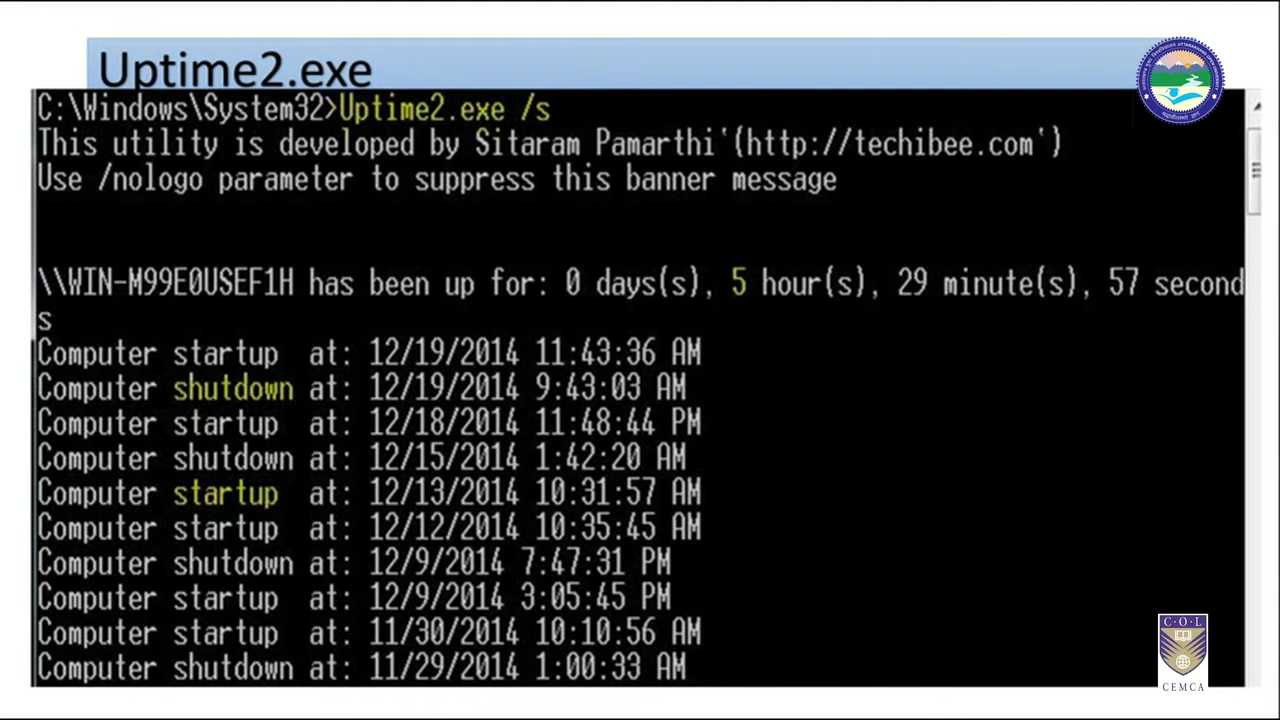 Uptime2.exe
C:\Windows\System32>Uptime2.exe /s
This utility is developed by Sitaram Pamarthi'(http://techibee.com')
Use /nologo parameter to suppress this banner message
\\WIN-M99E0USEF1H has been up for: 0 days(s), 5 hour(s), 29 minute(s), 57 second
s
Computer startup  at: 12/19/2014 11:43:36 AM
Computer shutdown at: 12/19/2014 9:43:03 AM
Computer startup  at: 12/18/2014 11:48:44 PM
Computer shutdown at: 12/15/2014 1:42:20 AM
Computer startup  at: 12/13/2014 10:31:57 AM
Computer startup  at: 12/12/2014 10:35:45 AM
Computer shutdown at: 12/9/2014 7:47:31 PM
Computer startup  at: 12/9/2014 3:05:45 PM
Computer startup  at: 11/30/2014 10:10:56 AM
Computer shutdown at: 11/29/2014 1:00:33 AM
C·O·L
CEMCA